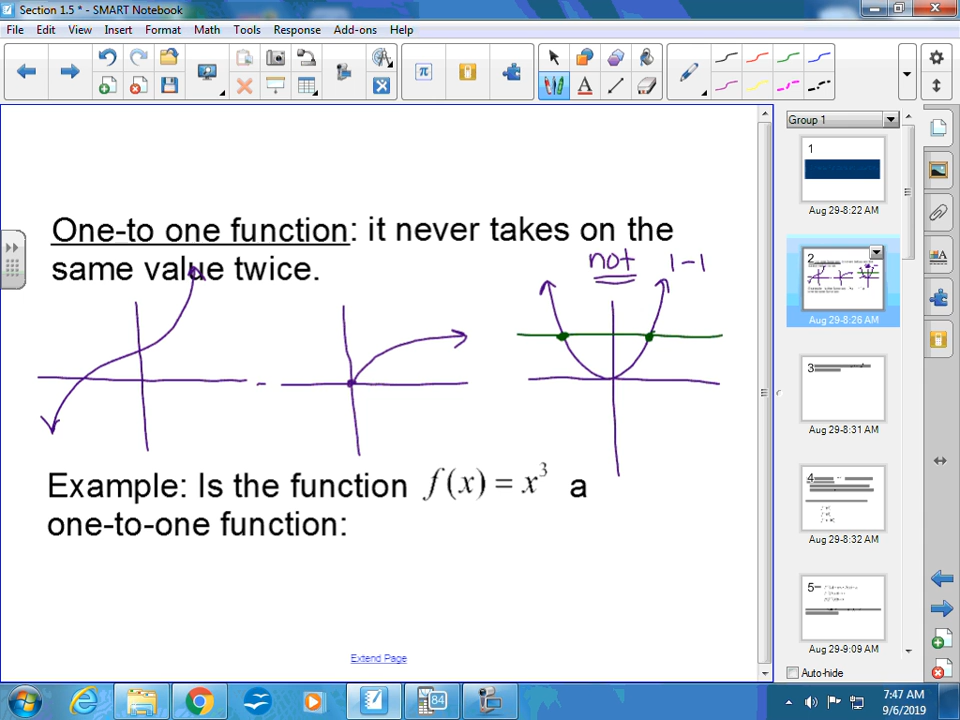 Section 1.5 * - SMART Notebook
File Edit View Insert Format Math Tools Response Add-ons Help
Group 1
1
Aug 29-8:22 AM
One-to one function: it never takes on the
same value twice.
not 1-1
2
Aug 29-8:26 AM
3
Aug 29-8:31 AM
Example: Is the function f(x) = x³ a
one-to-one function:
4
Aug 29-8:32 AM
5
Aug 29-9:09 AM
Extend Page
Auto-hide
84
7:47 AM
9/6/2019